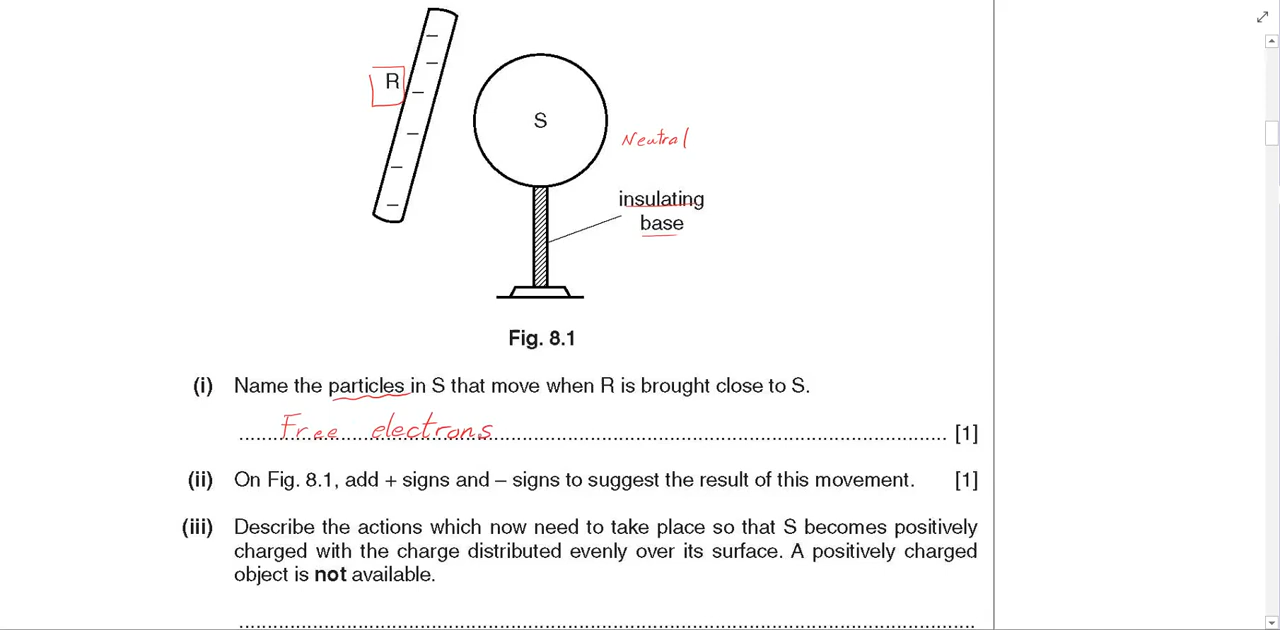 R
S
Neutral
insulating
base
Fig. 8.1
(i) Name the particles in S that move when R is brought close to S.
Free electrons [1]
(ii) On Fig. 8.1, add + signs and – signs to suggest the result of this movement. [1]
(iii) Describe the actions which now need to take place so that S becomes positively
charged with the charge distributed evenly over its surface. A positively charged
object is not available.